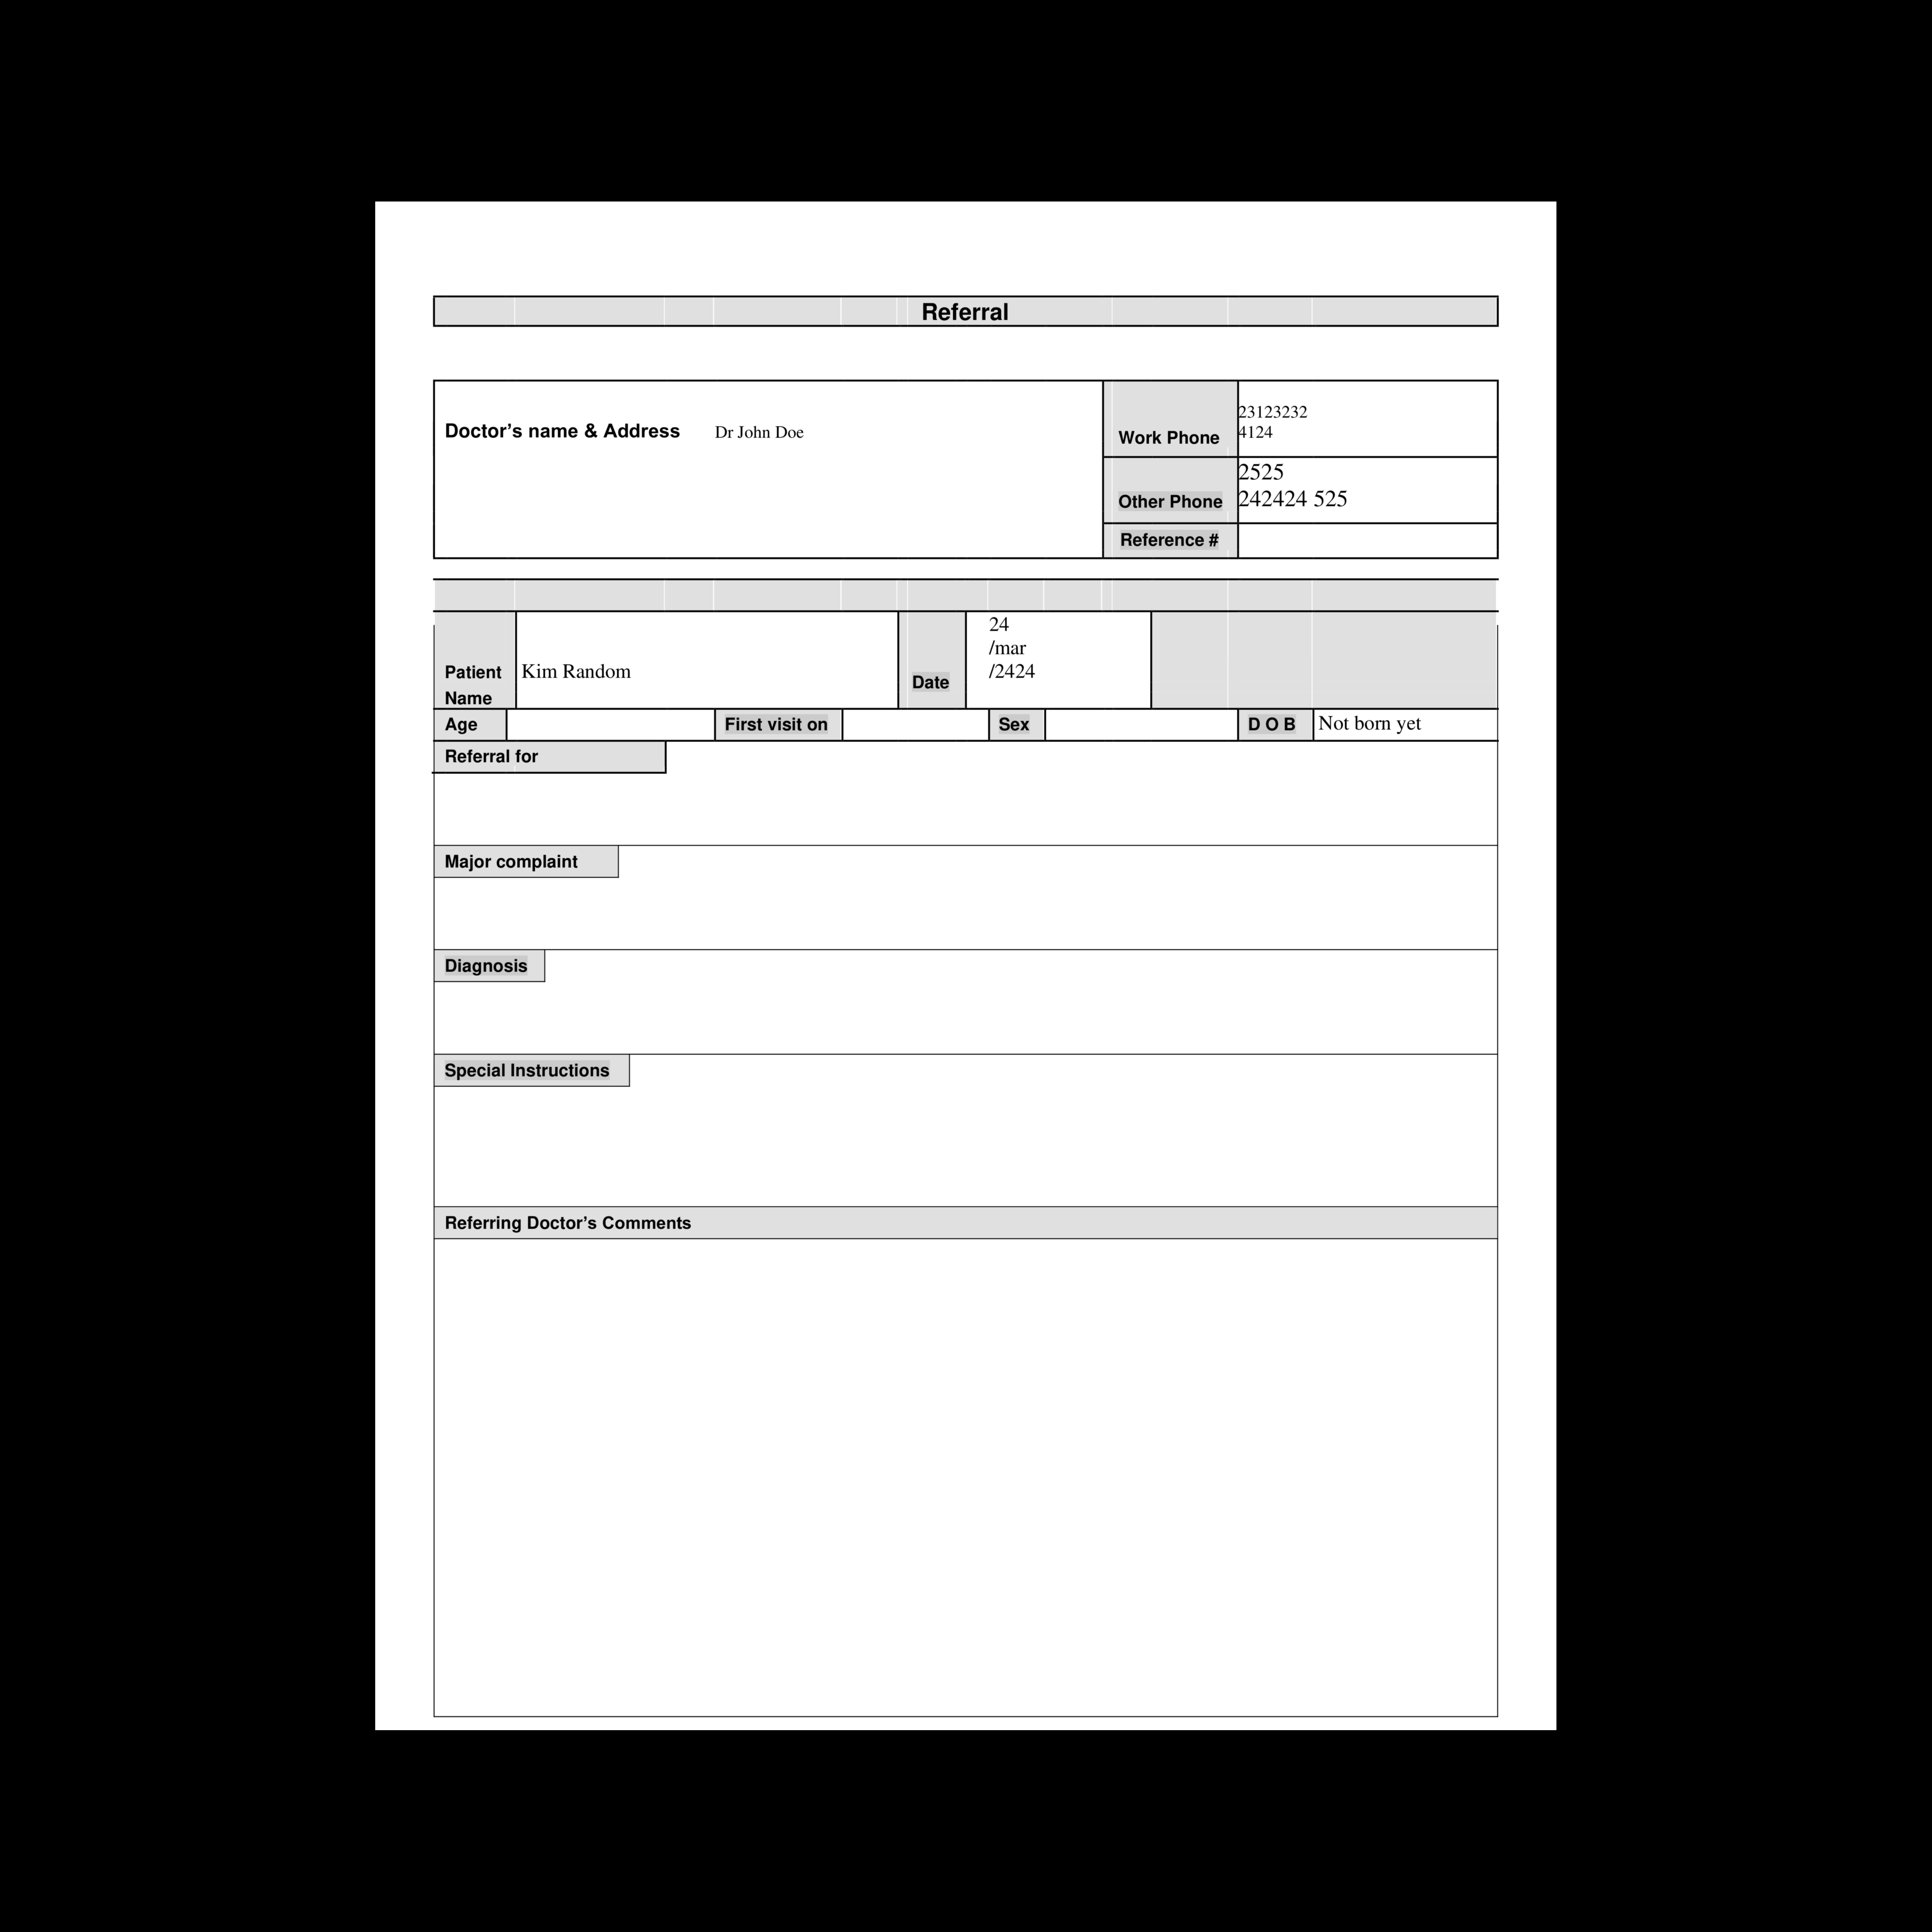 Referral
Doctor’s name & Address Dr John Doe
Work Phone
23123232
4124
Other Phone
2525
242424 525
Reference #
Patient
Name
Kim Random
Date
24
/mar
/2424
Age First visit on Sex D O B Not born yet
Referral for
Major complaint
Diagnosis
Special Instructions
Referring Doctor’s Comments